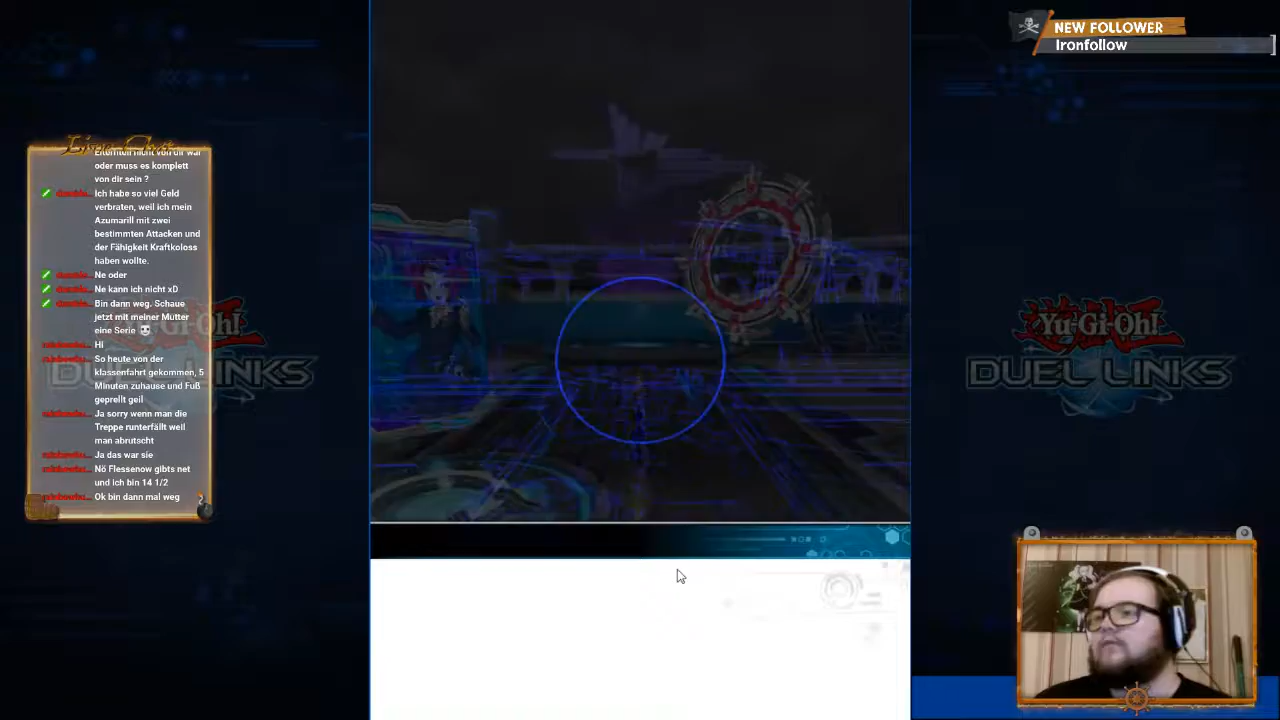 NEW FOLLOWER
Ironfollow
Live Chat
Elternteil nicht von dir war
oder muss es komplett
von dir sein ?
Ich habe so viel Geld
verbraten, weil ich mein
Azumarill mit zwei
bestimmten Attacken und
der Fähigkeit Kraftkoloss
haben wollte.
Ne oder
Ne kann ich nicht xD
Bin dann weg. Schaue
jetzt mit meiner Mutter
eine Serie
Hi
So heute von der
klassenfahrt gekommen, 5
Minuten zuhause und Fuß
geprellt geil
Ja sorry wenn man die
Treppe runterfällt weil
man abrutscht
Ja das war sie
Nö Flessenow gibts net
und ich bin 14 1/2
Ok bin dann mal weg
Yu-Gi-Oh!
DUEL LINKS
Yu-Gi-Oh!
DUEL LINKS